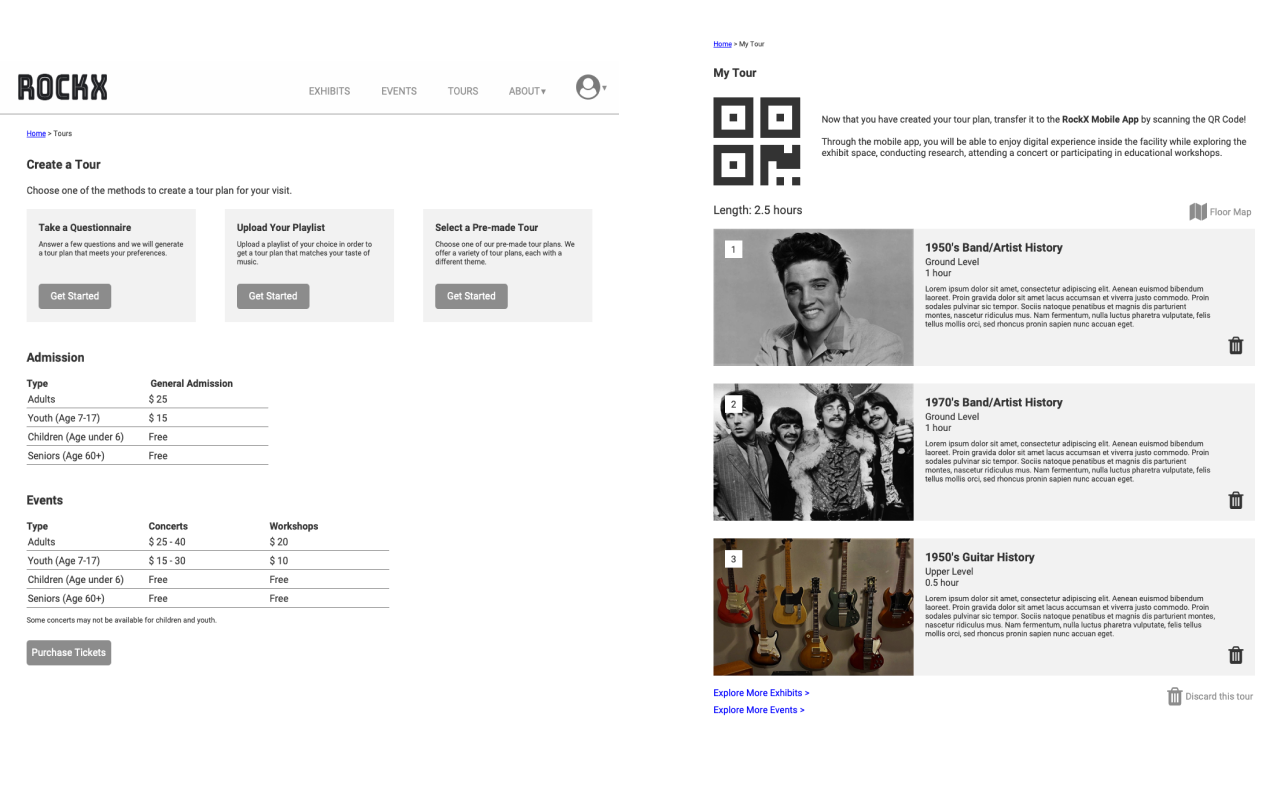 ROCKX
EXHIBITS EVENTS TOURS ABOUT▾
Home > Tours
Create a Tour
Choose one of the methods to create a tour plan for your visit.
Take a Questionnaire
Answer a few questions and we will generate
a tour plan that meets your preferences.
Get Started
Upload Your Playlist
Upload a playlist of your choice in order to
get a tour plan that matches your taste of
music.
Get Started
Select a Pre-made Tour
Choose one of our pre-made tour plans. We
offer a variety of tour plans, each with a
different theme.
Get Started
Admission
Type General Admission
Adults $ 25
Youth (Age 7-17) $ 15
Children (Age under 6) Free
Seniors (Age 60+) Free
Events
Type Concerts Workshops
Adults $ 25 - 40 $ 20
Youth (Age 7-17) $ 15 - 30 $ 10
Children (Age under 6) Free Free
Seniors (Age 60+) Free Free
Some concerts may not be available for children and youth.
Purchase Tickets
Home > My Tour
My Tour
Now that you have created your tour plan, transfer it to the RockX Mobile App by scanning the QR Code!
Through the mobile app, you will be able to enjoy digital experience inside the facility while exploring the
exhibit space, conducting research, attending a concert or participating in educational workshops.
Length: 2.5 hours
Floor Map
1
1950's Band/Artist History
Ground Level
1 hour
Lorem ipsum dolor sit amet, consectetur adipiscing elit. Aenean euismod bibendum
laoreet. Proin gravida dolor sit amet lacus accumsan et viverra justo commodo. Proin
sodales pulvinar sic tempor. Sociis natoque penatibus et magnis dis parturient
montes, nascetur ridiculus mus. Nam fermentum, nulla luctus pharetra vulputate, felis
tellus mollis orci, sed rhoncus pronin sapien nunc accuan eget.
2
1970's Band/Artist History
Ground Level
1 hour
Lorem ipsum dolor sit amet, consectetur adipiscing elit. Aenean euismod bibendum
laoreet. Proin gravida dolor sit amet lacus accumsan et viverra justo commodo. Proin
sodales pulvinar sic tempor. Sociis natoque penatibus et magnis dis parturient
montes, nascetur ridiculus mus. Nam fermentum, nulla luctus pharetra vulputate, felis
tellus mollis orci, sed rhoncus pronin sapien nunc accuan eget.
3
1950's Guitar History
Upper Level
0.5 hour
Lorem ipsum dolor sit amet, consectetur adipiscing elit. Aenean euismod bibendum
laoreet. Proin gravida dolor sit amet lacus accumsan et viverra justo commodo. Proin
sodales pulvinar sic tempor. Sociis natoque penatibus et magnis dis parturient montes,
nascetur ridiculus mus. Nam fermentum, nulla luctus pharetra vulputate, felis tellus
mollis orci, sed rhoncus pronin sapien nunc accuan eget.
Explore More Exhibits >
Explore More Events >
Discard this tour